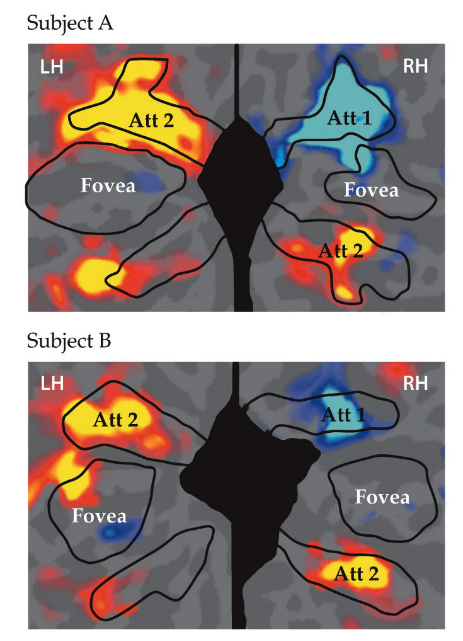 Subject A
LH
RH
Att 2
Att 1
Fovea
Fovea
Att 2
Subject B
LH
RH
Att 2
Att 1
Fovea
Fovea
Att 2